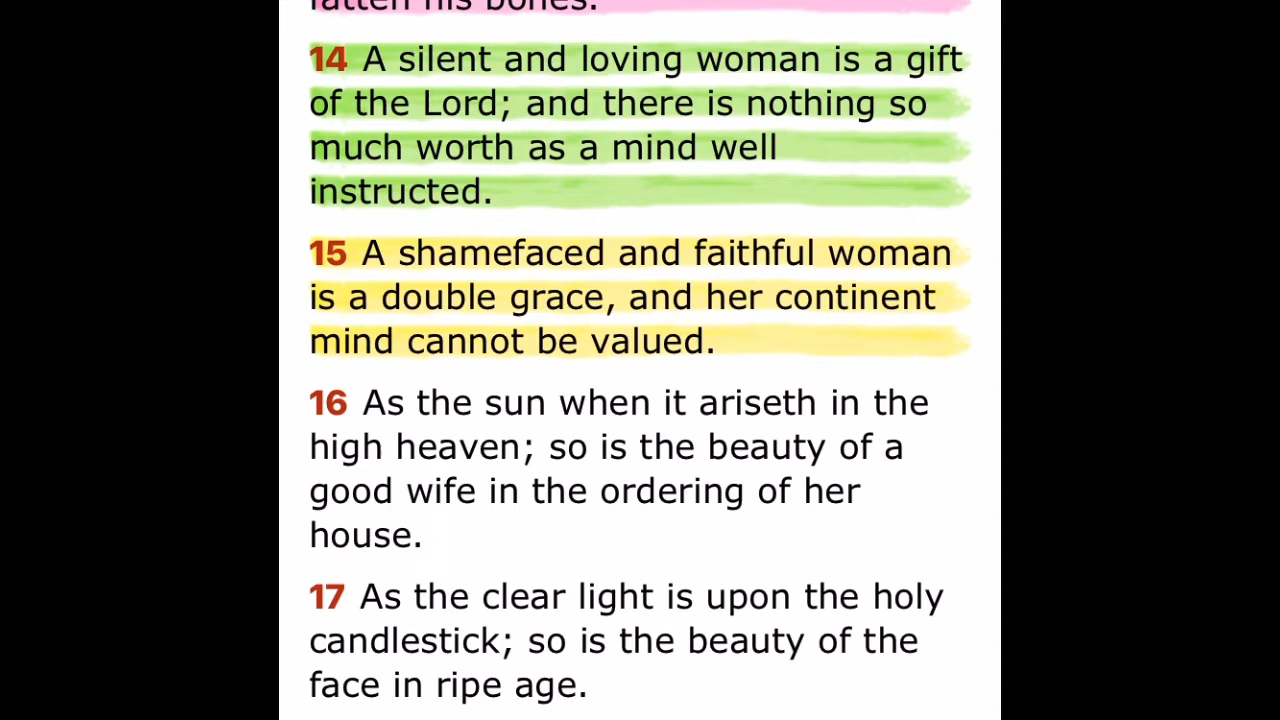 fatten his bones.
14 A silent and loving woman is a gift
of the Lord; and there is nothing so
much worth as a mind well
instructed.
15 A shamefaced and faithful woman
is a double grace, and her continent
mind cannot be valued.
16 As the sun when it ariseth in the
high heaven; so is the beauty of a
good wife in the ordering of her
house.
17 As the clear light is upon the holy
candlestick; so is the beauty of the
face in ripe age.